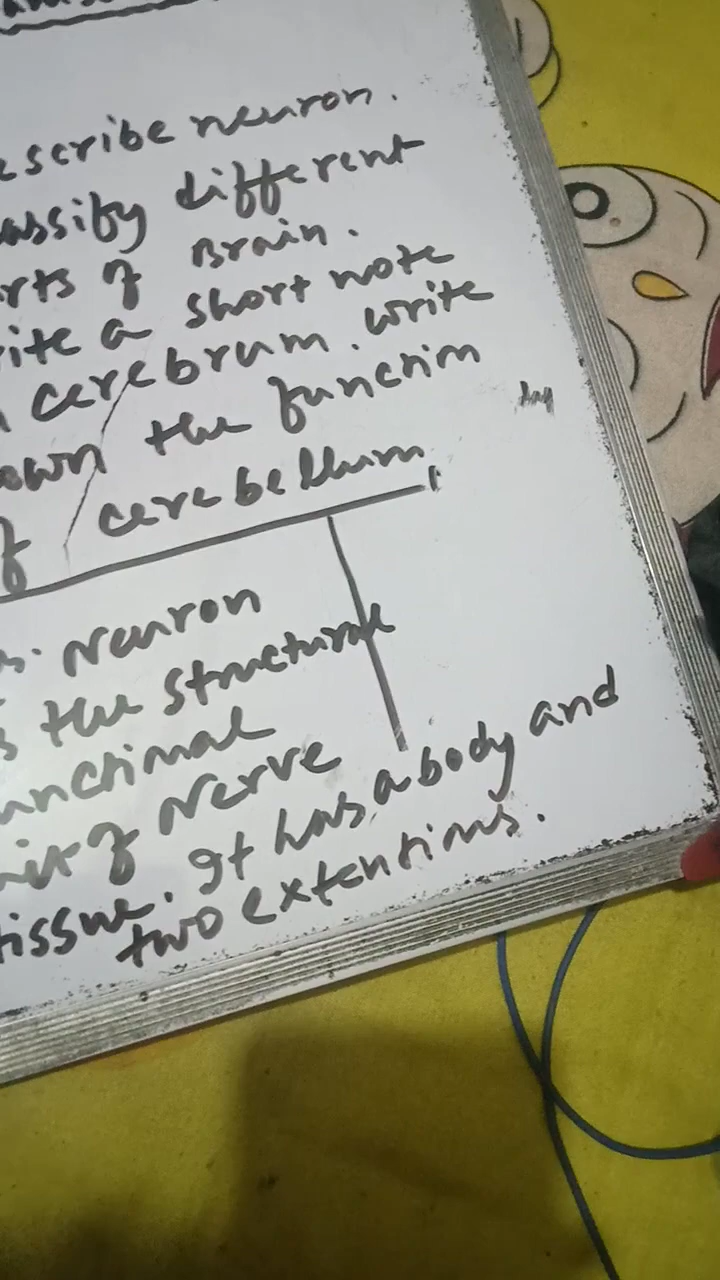 escribe neuron.
assify different
rts of Brain.
ite a short note
cerebrum. write
own the function
of cerebellum.
Neuron
s the structural
unctional
of Nerve
tissue. It has a body and
two extentions.